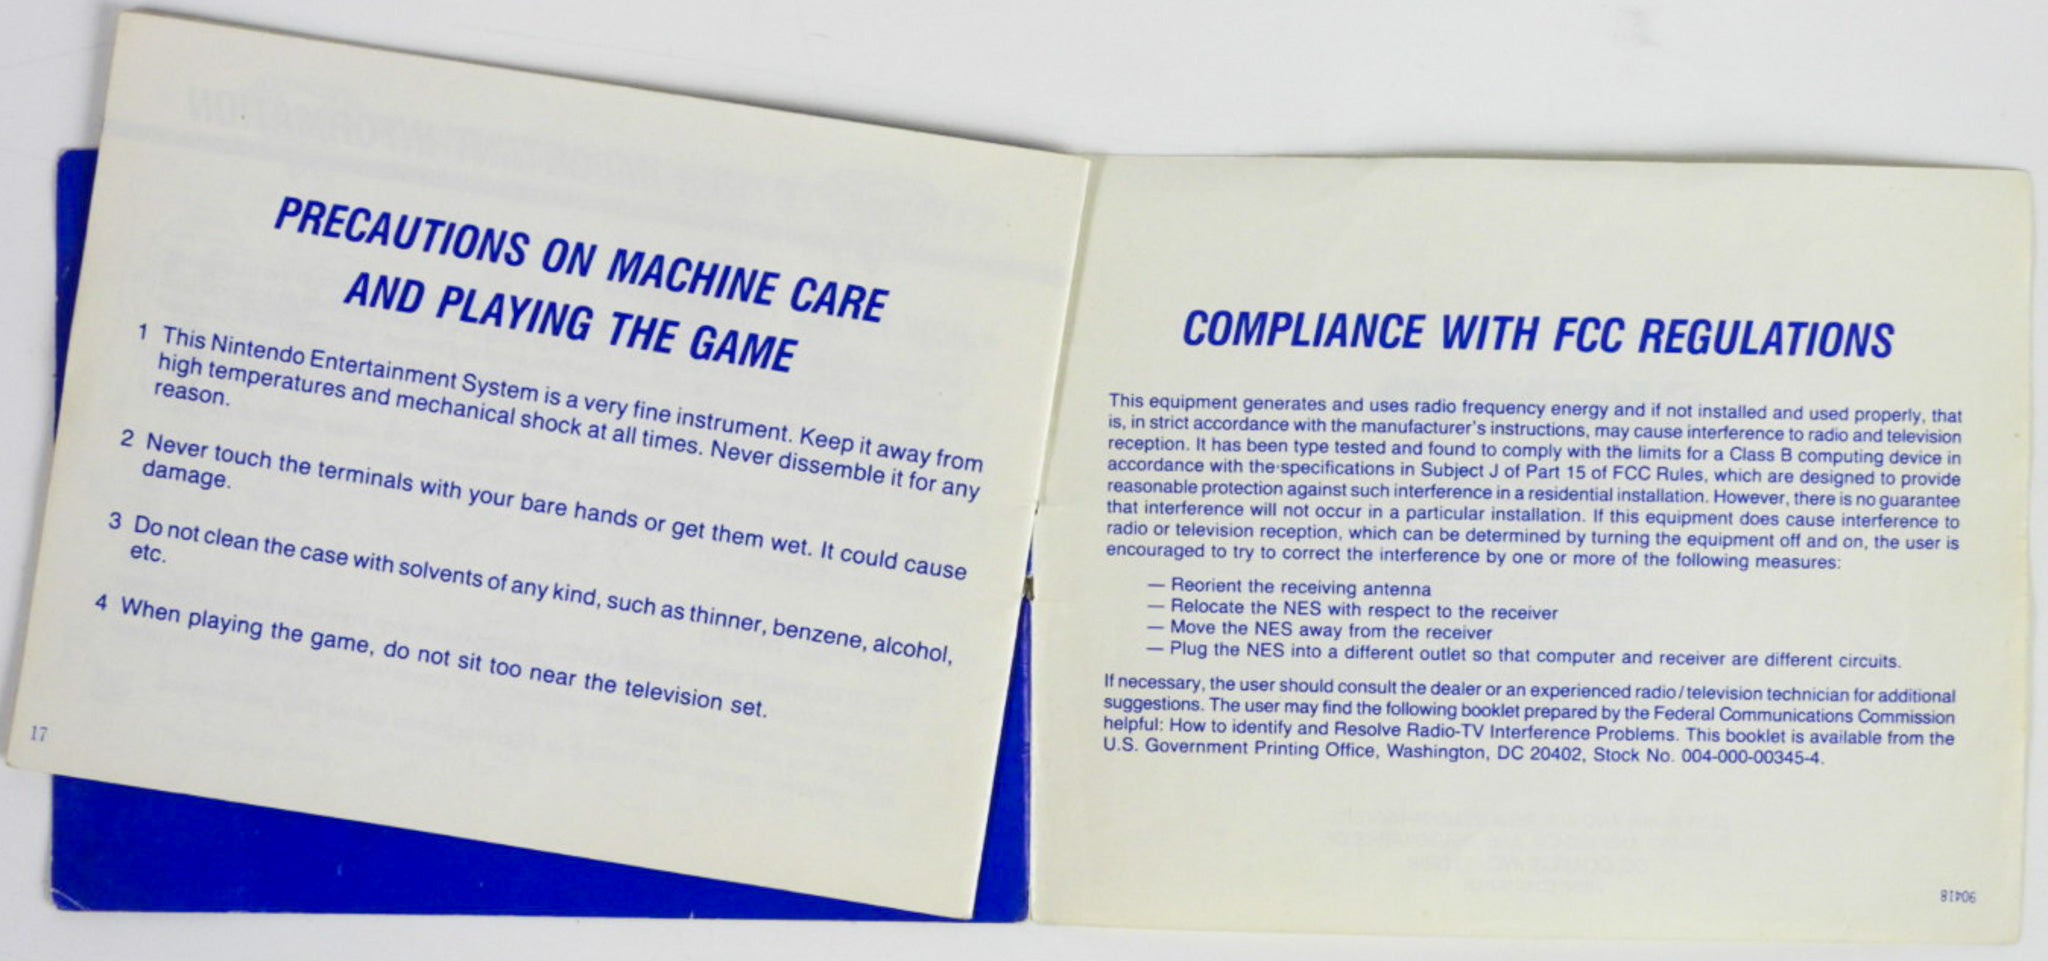 PRECAUTIONS ON MACHINE CARE
AND PLAYING THE GAME
1 This Nintendo Entertainment System is a very fine instrument. Keep it away from
high temperatures and mechanical shock at all times. Never dissemble it for any
reason.
2 Never touch the terminals with your bare hands or get them wet. It could cause
damage.
3 Do not clean the case with solvents of any kind, such as thinner, benzene, alcohol,
etc.
4 When playing the game, do not sit too near the television set.
17
COMPLIANCE WITH FCC REGULATIONS
This equipment generates and uses radio frequency energy and if not installed and used properly, that
is, in strict accordance with the manufacturer's instructions, may cause interference to radio and television
reception. It has been type tested and found to comply with the limits for a Class B computing device in
accordance with the specifications in Subject J of Part 15 of FCC Rules, which are designed to provide
reasonable protection against such interference in a residential installation. However, there is no guarantee
that interference will not occur in a particular installation. If this equipment does cause interference to
radio or television reception, which can be determined by turning the equipment off and on, the user is
encouraged to try to correct the interference by one or more of the following measures:
— Reorient the receiving antenna
— Relocate the NES with respect to the receiver
— Move the NES away from the receiver
— Plug the NES into a different outlet so that computer and receiver are different circuits.
If necessary, the user should consult the dealer or an experienced radio/television technician for additional
suggestions. The user may find the following booklet prepared by the Federal Communications Commission
helpful: How to identify and Resolve Radio-TV Interference Problems. This booklet is available from the
U.S. Government Printing Office, Washington, DC 20402, Stock No. 004-000-00345-4.
90418